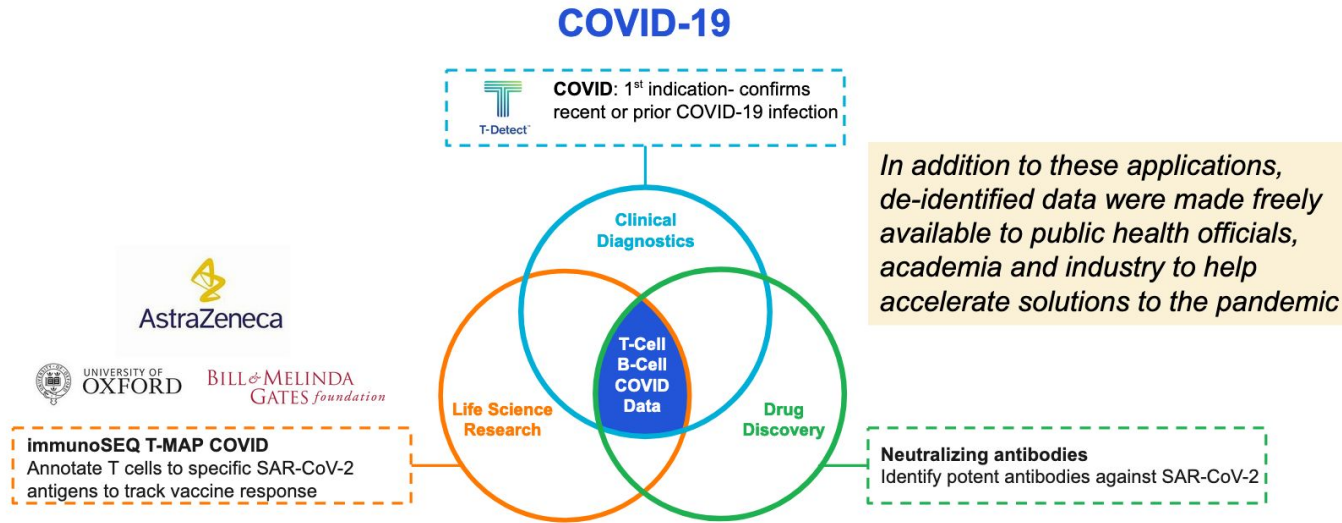 COVID-19
T-Detect™
COVID: 1st indication- confirms
recent or prior COVID-19 infection
In addition to these applications,
de-identified data were made freely
available to public health officials,
academia and industry to help
accelerate solutions to the pandemic
Clinical
Diagnostics
AstraZeneca
UNIVERSITY OF
OXFORD
BILL & MELINDA
GATES foundation
T-Cell
B-Cell
COVID
Data
Life Science
Research
Drug
Discovery
immunoSEQ T-MAP COVID
Annotate T cells to specific SAR-CoV-2
antigens to track vaccine response
Neutralizing antibodies
Identify potent antibodies against SAR-CoV-2